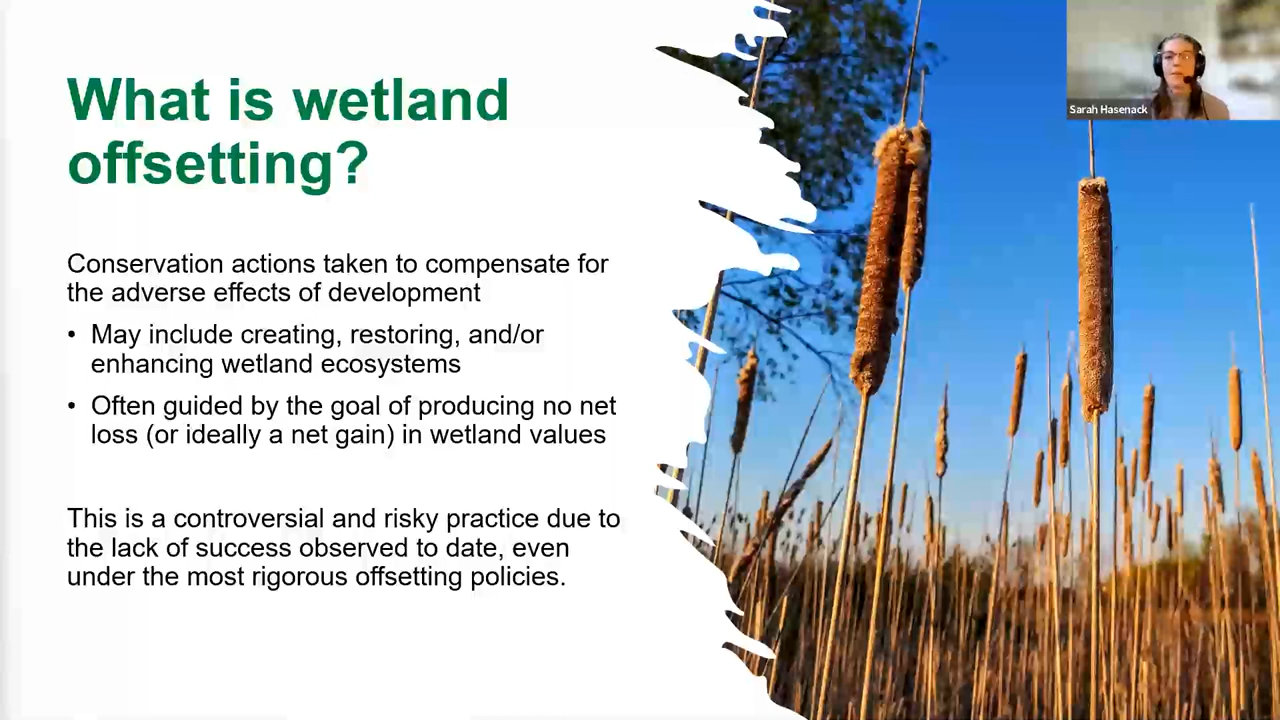 What is wetland
offsetting?
Conservation actions taken to compensate for
the adverse effects of development
• May include creating, restoring, and/or
enhancing wetland ecosystems
• Often guided by the goal of producing no net
loss (or ideally a net gain) in wetland values
This is a controversial and risky practice due to
the lack of success observed to date, even
under the most rigorous offsetting policies.
Sarah Hasenack